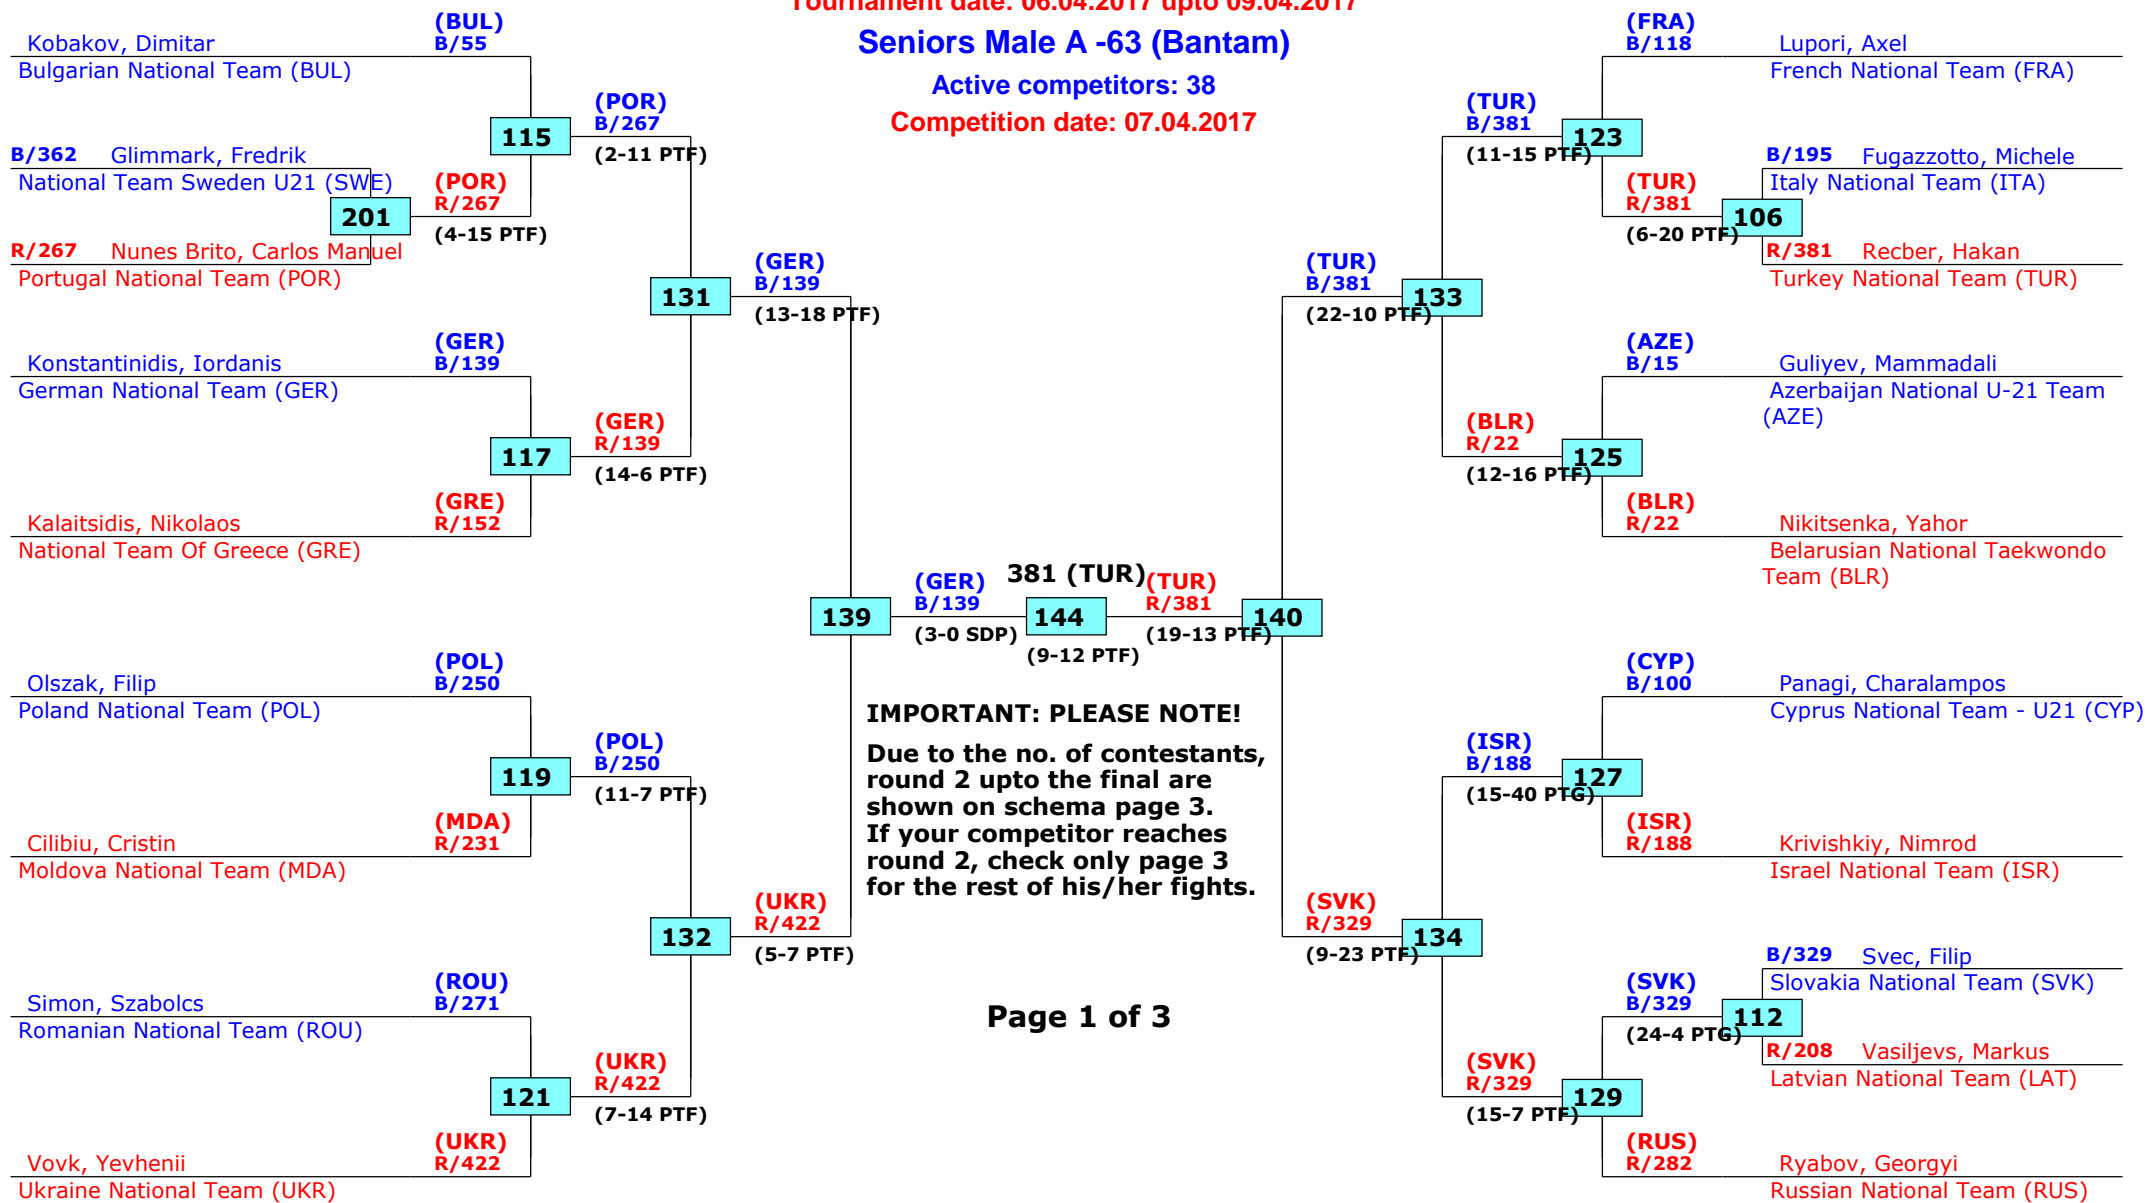 Tournament date: 06.04.2017 upto 09.04.2017
Seniors Male A -63 (Bantam)
Active competitors: 38
Competition date: 07.04.2017
(BUL)
Kobakov, Dimitar B/55
Bulgarian National Team (BUL)
(POR)
B/267
115
(2-11 PTF)
B/362 Glimmark, Fredrik
National Team Sweden U21 (SWE)
(POR)
R/267
201
(4-15 PTF)
R/267 Nunes Brito, Carlos Manuel
Portugal National Team (POR)
(GER)
B/139
131
(13-18 PTF)
(GER)
Konstantinidis, Iordanis B/139
German National Team (GER)
(GER)
R/139
117
(14-6 PTF)
(GRE)
Kalaitsidis, Nikolaos R/152
National Team Of Greece (GRE)
139
(GER)
B/139
(3-0 SDP)
381 (TUR)
144
(9-12 PTF)
(TUR)
R/381
(19-13 PTF)
140
(POL)
Olszak, Filip B/250
Poland National Team (POL)
(POL)
B/250
119
(11-7 PTF)
(MDA)
Cilibiu, Cristin R/231
Moldova National Team (MDA)
(UKR)
R/422
132
(5-7 PTF)
(ROU)
Simon, Szabolcs B/271
Romanian National Team (ROU)
(UKR)
R/422
121
(7-14 PTF)
(UKR)
Vovk, Yevhenii R/422
Ukraine National Team (UKR)
IMPORTANT: PLEASE NOTE!
Due to the no. of contestants,
round 2 upto the final are
shown on schema page 3.
If your competitor reaches
round 2, check only page 3
for the rest of his/her fights.
Page 1 of 3
(FRA)
B/118 Lupori, Axel
French National Team (FRA)
(TUR)
B/381
123
(11-15 PTF)
B/195 Fugazzotto, Michele
Italy National Team (ITA)
(TUR)
R/381
106
(6-20 PTF)
R/381 Recber, Hakan
Turkey National Team (TUR)
(TUR)
B/381
133
(22-10 PTF)
(AZE)
B/15 Guliyev, Mammadali
Azerbaijan National U-21 Team
(AZE)
(BLR)
R/22
125
(12-16 PTF)
(BLR)
R/22 Nikitsenka, Yahor
Belarusian National Taekwondo
Team (BLR)
(CYP)
B/100 Panagi, Charalampos
Cyprus National Team - U21 (CYP)
(ISR)
B/188
127
(15-40 PTG)
(ISR)
R/188 Krivishkiy, Nimrod
Israel National Team (ISR)
(SVK)
R/329
134
(9-23 PTF)
B/329 Svec, Filip
Slovakia National Team (SVK)
(SVK)
B/329
112
(24-4 PTG)
R/208 Vasiljevs, Markus
Latvian National Team (LAT)
(SVK)
R/329
129
(15-7 PTF)
(RUS)
R/282 Ryabov, Georgyi
Russian National Team (RUS)